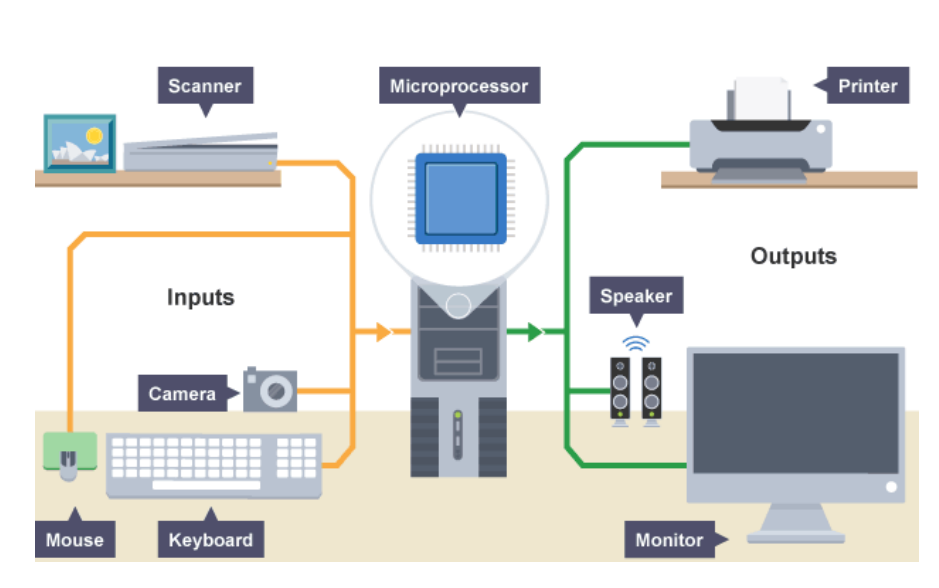 Scanner
Microprocessor
Printer
Inputs
Outputs
Speaker
Camera
Mouse
Keyboard
Monitor